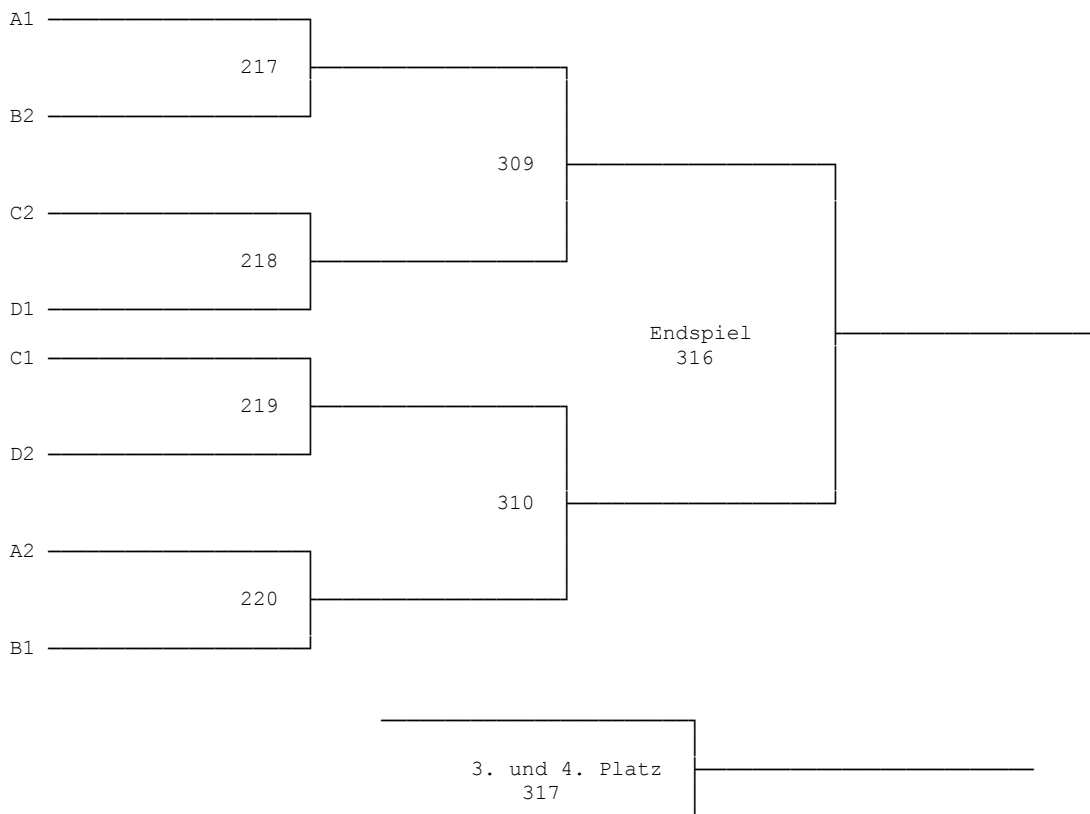 A1
217
B2
309
C2
218
D1
Endspiel
C1
316
219
D2
310
A2
220
B1
3. und 4. Platz
317